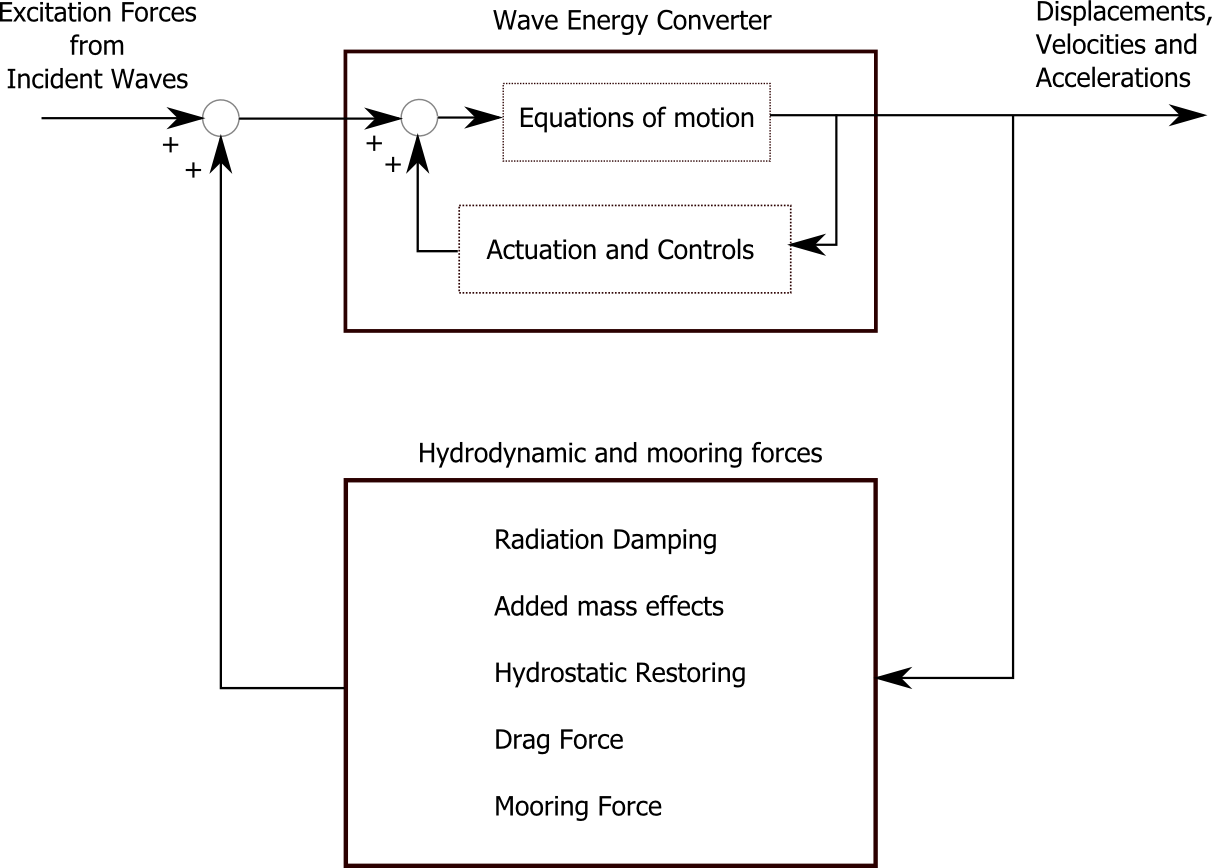 Excitation Forces
from
Incident Waves
Wave Energy Converter
Displacements,
Velocities and
Accelerations
Equations of motion
+
+
+
+
Actuation and Controls
Hydrodynamic and mooring forces
Radiation Damping
Added mass effects
Hydrostatic Restoring
Drag Force
Mooring Force